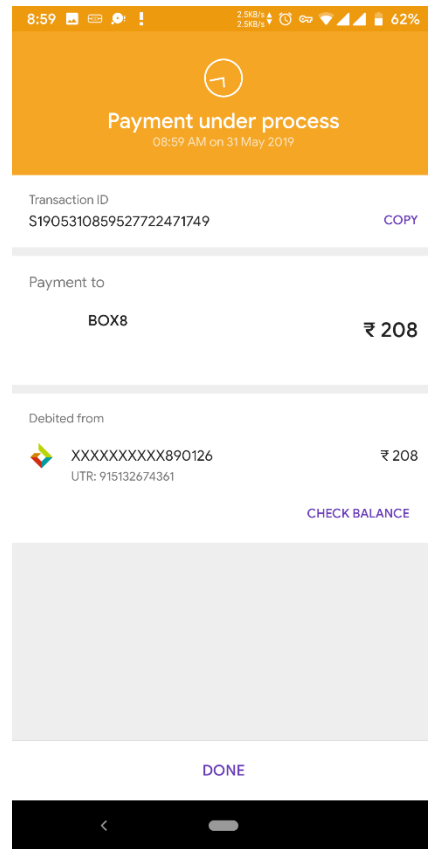 8:59
2.5KB/s
2.5KB/s
62%
Payment under process
08:59 AM on 31 May 2019
Transaction ID
S1905310859527722471749
COPY
Payment to
BOX8
₹ 208
Debited from
XXXXXXXXXX890126
₹ 208
UTR: 915132674361
CHECK BALANCE
DONE